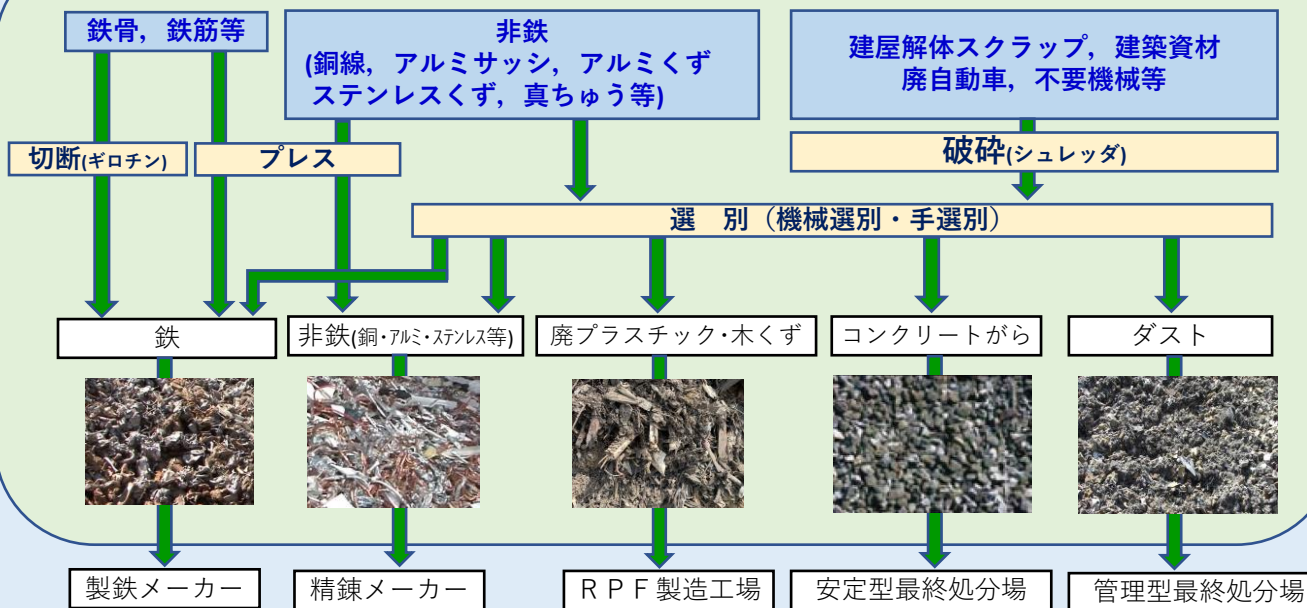 鉄骨，鉄筋等
非鉄
(銅線，アルミサッシ，アルミくず
ステンレスくず，真ちゅう等)
建屋解体スクラップ，建築資材
廃自動車，不要機械等
切断(ギロチン)
プレス
破砕(シュレッダ)
選　別（機械選別・手選別）
鉄
非鉄(銅・アルミ・ステンレス等)
廃プラスチック・木くず
コンクリートがら
ダスト
製鉄メーカー
精錬メーカー
ＲＰＦ製造工場
安定型最終処分場
管理型最終処分場